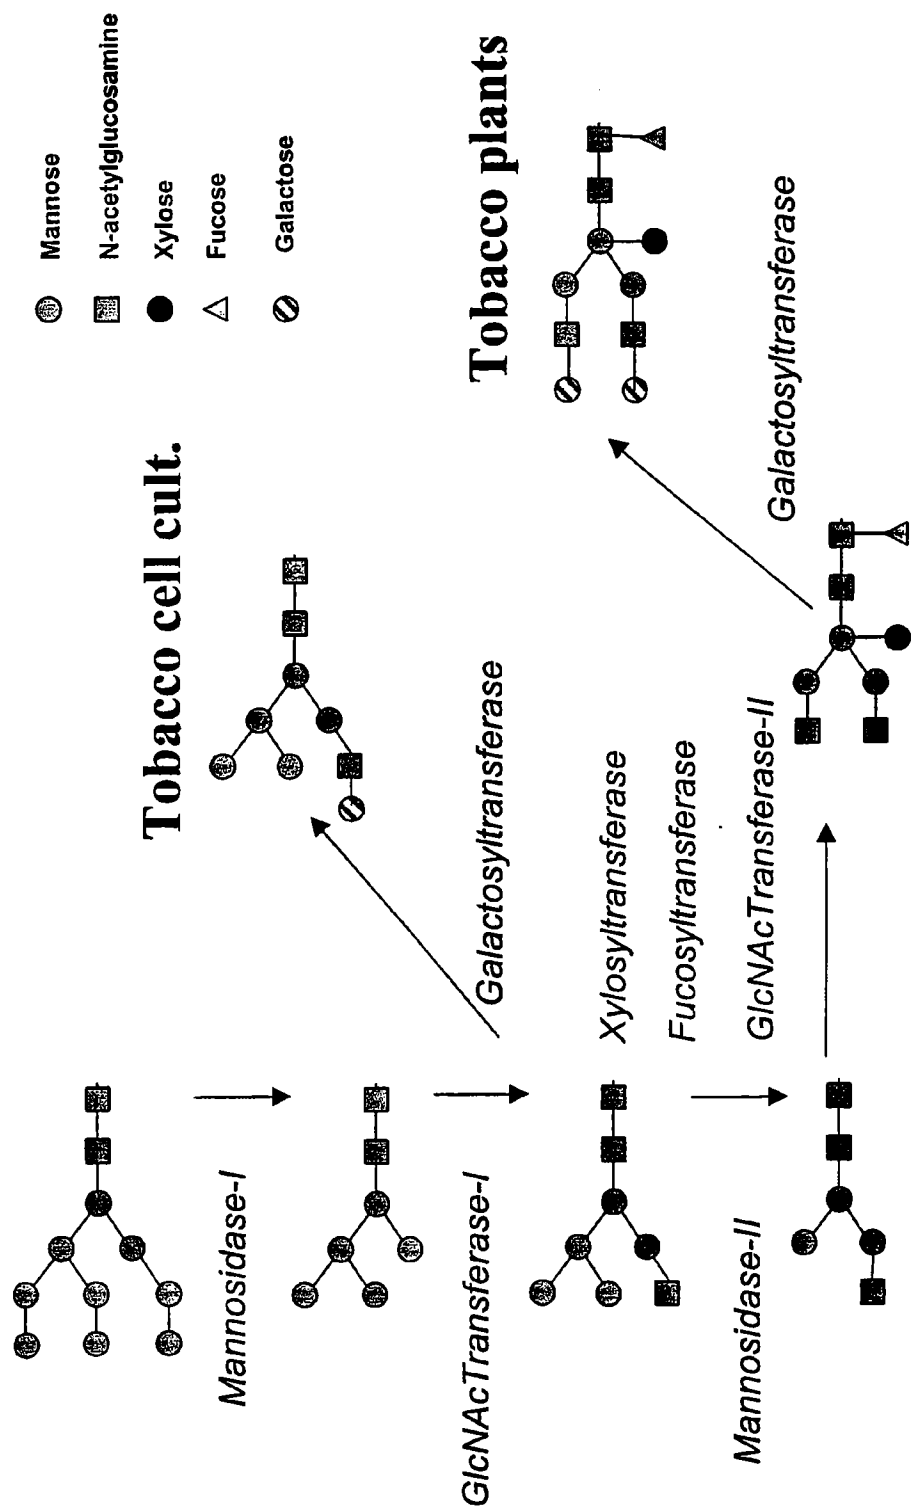 Mannose
N-acetylglucosamine
Xylose
Fucose
Galactose
Tobacco cell cult.
Tobacco plants
Mannosidase-I
GlcNAcTransferase-I
Galactosyltransferase
Mannosidase-II
Xylosyltransferase
Fucosyltransferase
GlcNAcTransferase-II
Galactosyltransferase